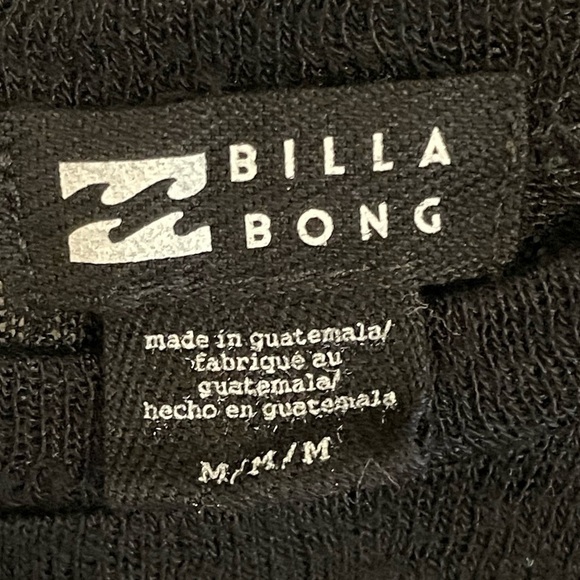 BILLA
BONG
made in guatemala/
fabriqué au
guatemala/
hecho en guatemala
M/M/M